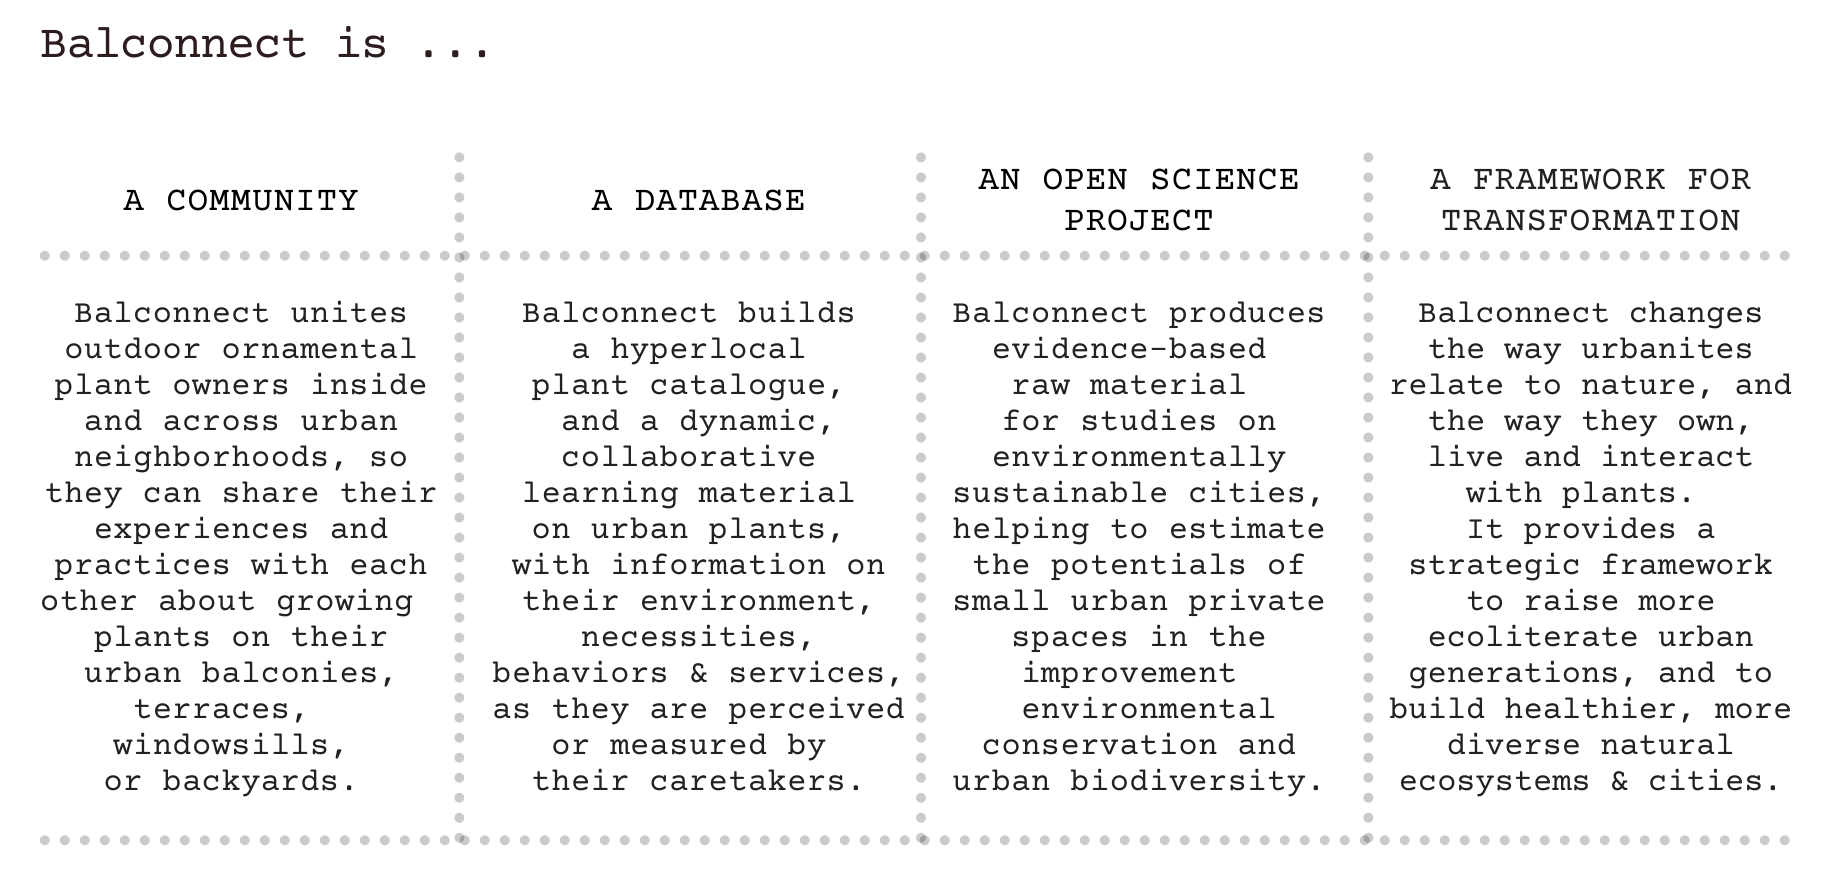 Balconnect is ...
A COMMUNITY
Balconnect unites
outdoor ornamental
plant owners inside
and across urban
neighborhoods, so
they can share their
experiences and
practices with each
other about growing
plants on their
urban balconies,
terraces,
windowsills,
or backyards.
A DATABASE
Balconnect builds
a hyperlocal
plant catalogue,
and a dynamic,
collaborative
learning material
on urban plants,
with information on
their environment,
necessities,
behaviors & services,
as they are perceived
or measured by
their caretakers.
AN OPEN SCIENCE
PROJECT
Balconnect produces
evidence-based
raw material
for studies on
environmentally
sustainable cities,
helping to estimate
the potentials of
small urban private
spaces in the
improvement
environmental
conservation and
urban biodiversity.
A FRAMEWORK FOR
TRANSFORMATION
Balconnect changes
the way urbanites
relate to nature, and
the way they own,
live and interact
with plants.
It provides a
strategic framework
to raise more
ecoliterate urban
generations, and to
build healthier, more
diverse natural
ecosystems & cities.